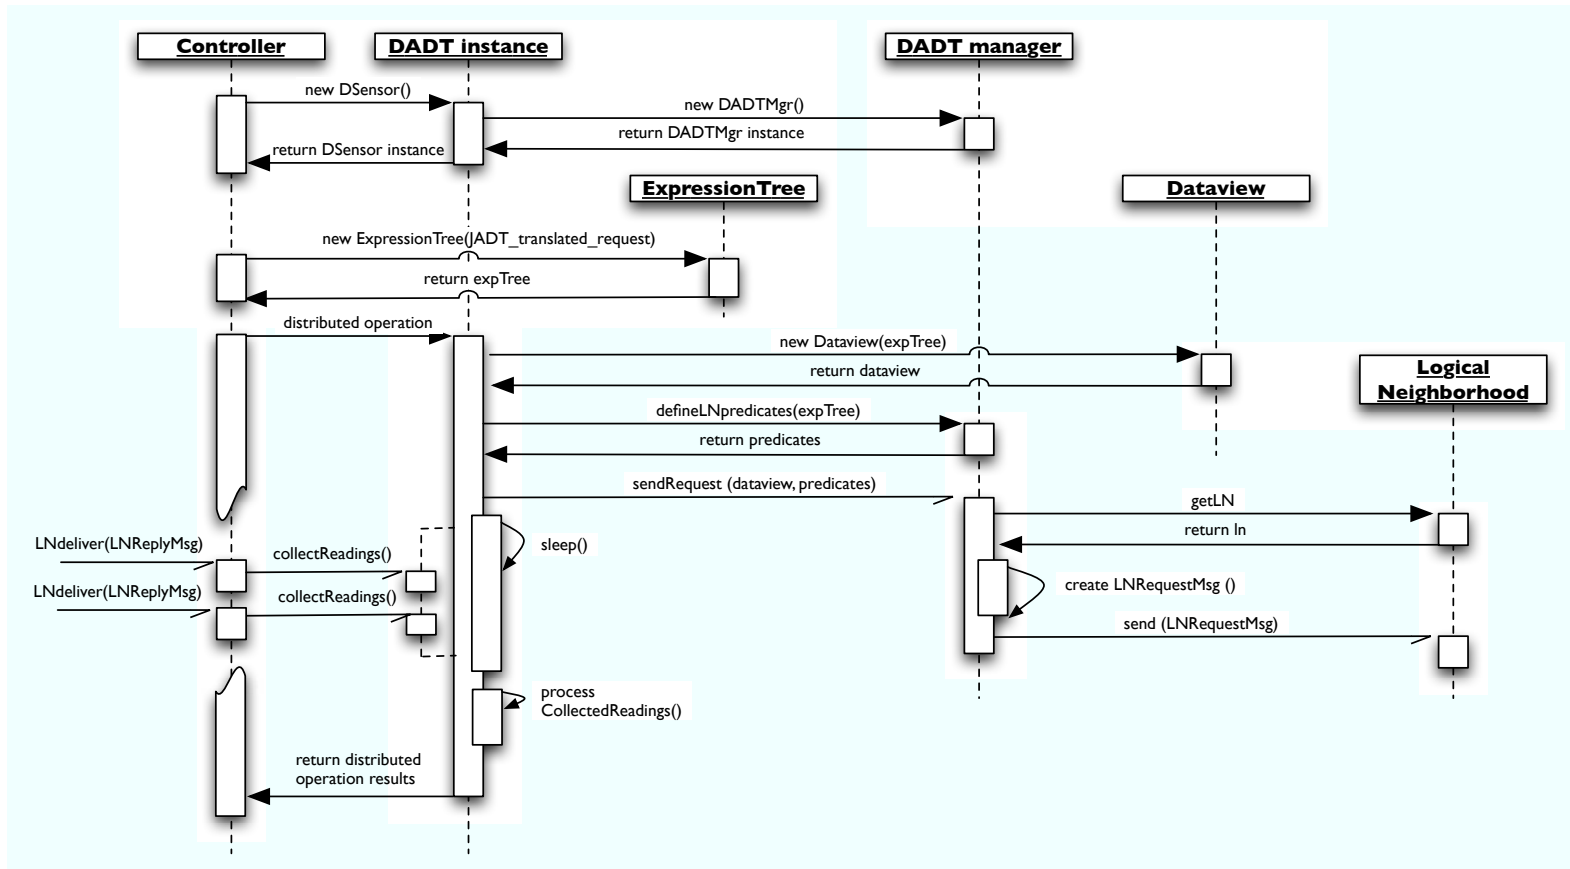 Controller
DADT instance
DADT manager
new DSensor()
new DADTMgr()
return DADTMgr instance
return DSensor instance
ExpressionTree
Dataview
new ExpressionTree(JADT_translated_request)
return expTree
distributed operation
new Dataview(expTree)
return dataview
Logical
Neighborhood
defineLNpredicates(expTree)
return predicates
sendRequest (dataview, predicates)
getLN
return ln
LNdeliver(LNReplyMsg)
collectReadings()
sleep()
create LNRequestMsg ()
LNdeliver(LNReplyMsg)
collectReadings()
send (LNRequestMsg)
process
CollectedReadings()
return distributed
operation results